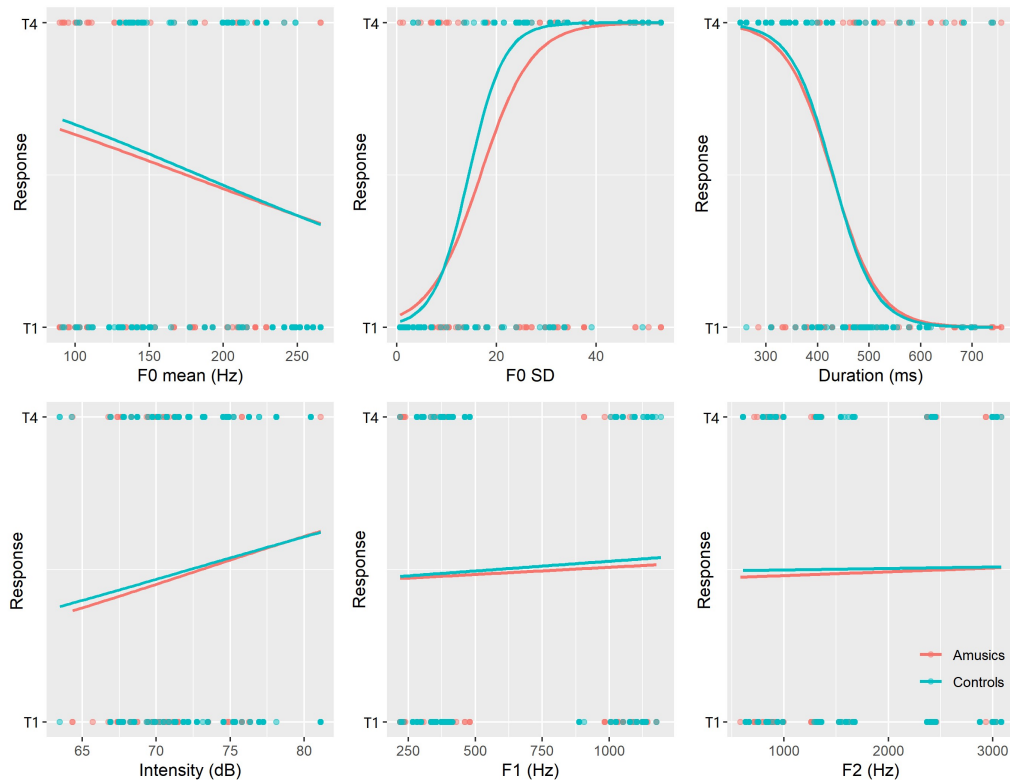 T4
Response
T1
100 150 200 250
F0 mean (Hz)
T4
Response
T1
0 20 40
F0 SD
T4
Response
T1
300 400 500 600 700
Duration (ms)
T4
Response
T1
65 70 75 80
Intensity (dB)
T4
Response
T1
250 500 750 1000
F1 (Hz)
T4
Response
T1
1000 2000 3000
F2 (Hz)
Amusics
Controls